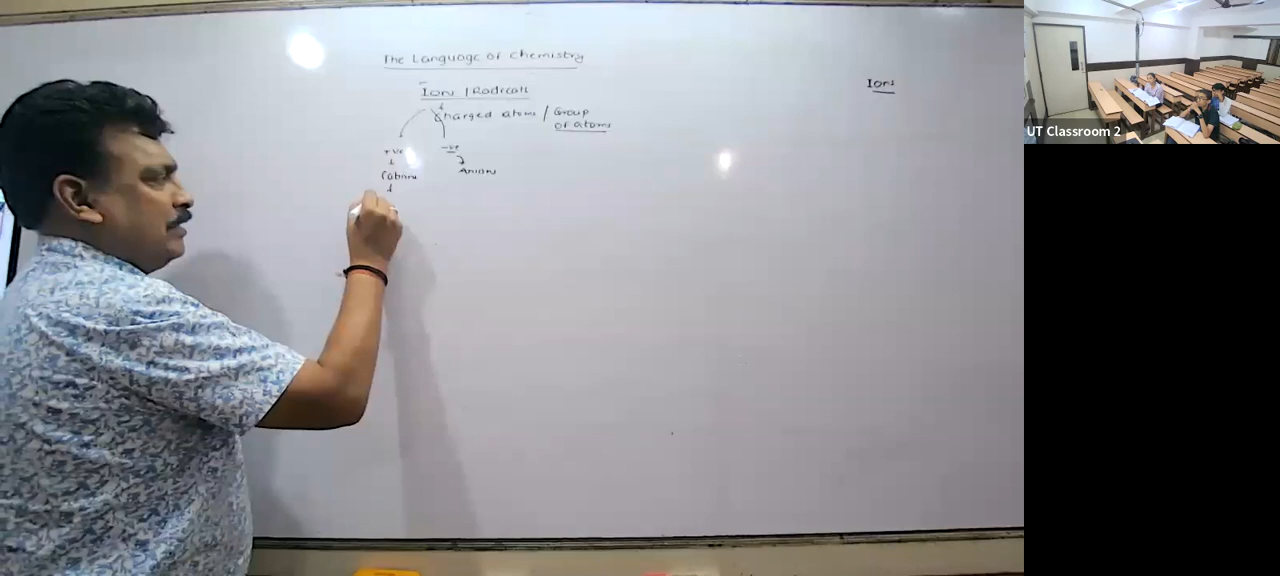 The Language of Chemistry
Ions
Ions / Radicals
Charged atoms / Group
of atoms
+ve
-ve
Cations
Anions
UT Classroom 2